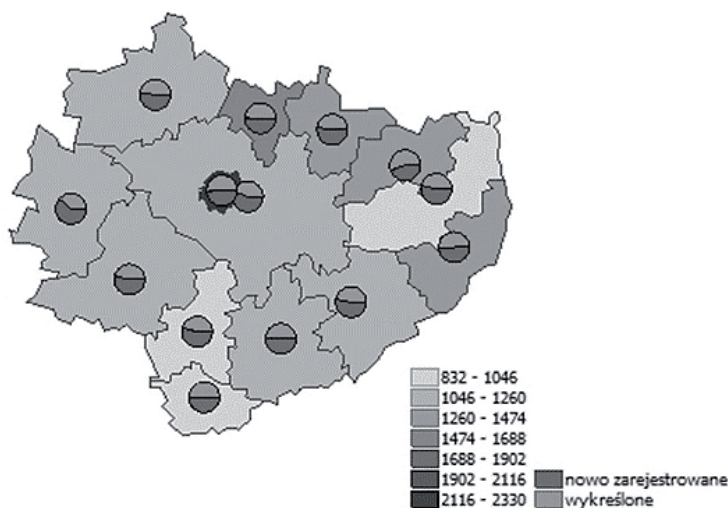 832 - 1046
1046 - 1260
1260 - 1474
1474 - 1688
1688 - 1902
1902 - 2116 nowo zarejestrowane
2116 - 2330 wykreślone